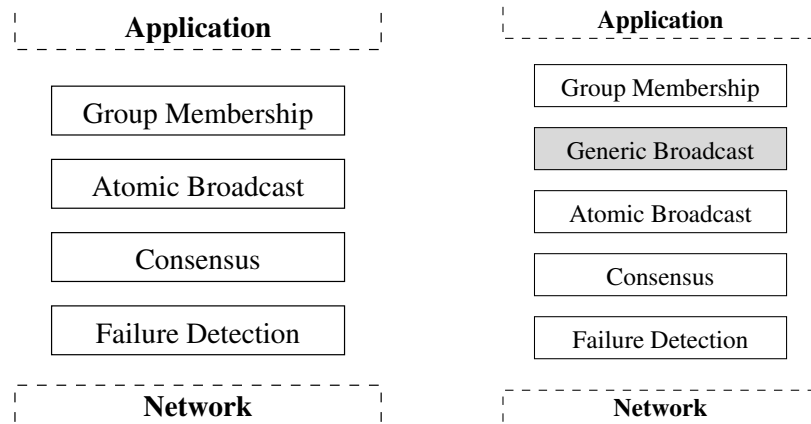 Application
Group Membership
Atomic Broadcast
Consensus
Failure Detection
Network
Application
Group Membership
Generic Broadcast
Atomic Broadcast
Consensus
Failure Detection
Network